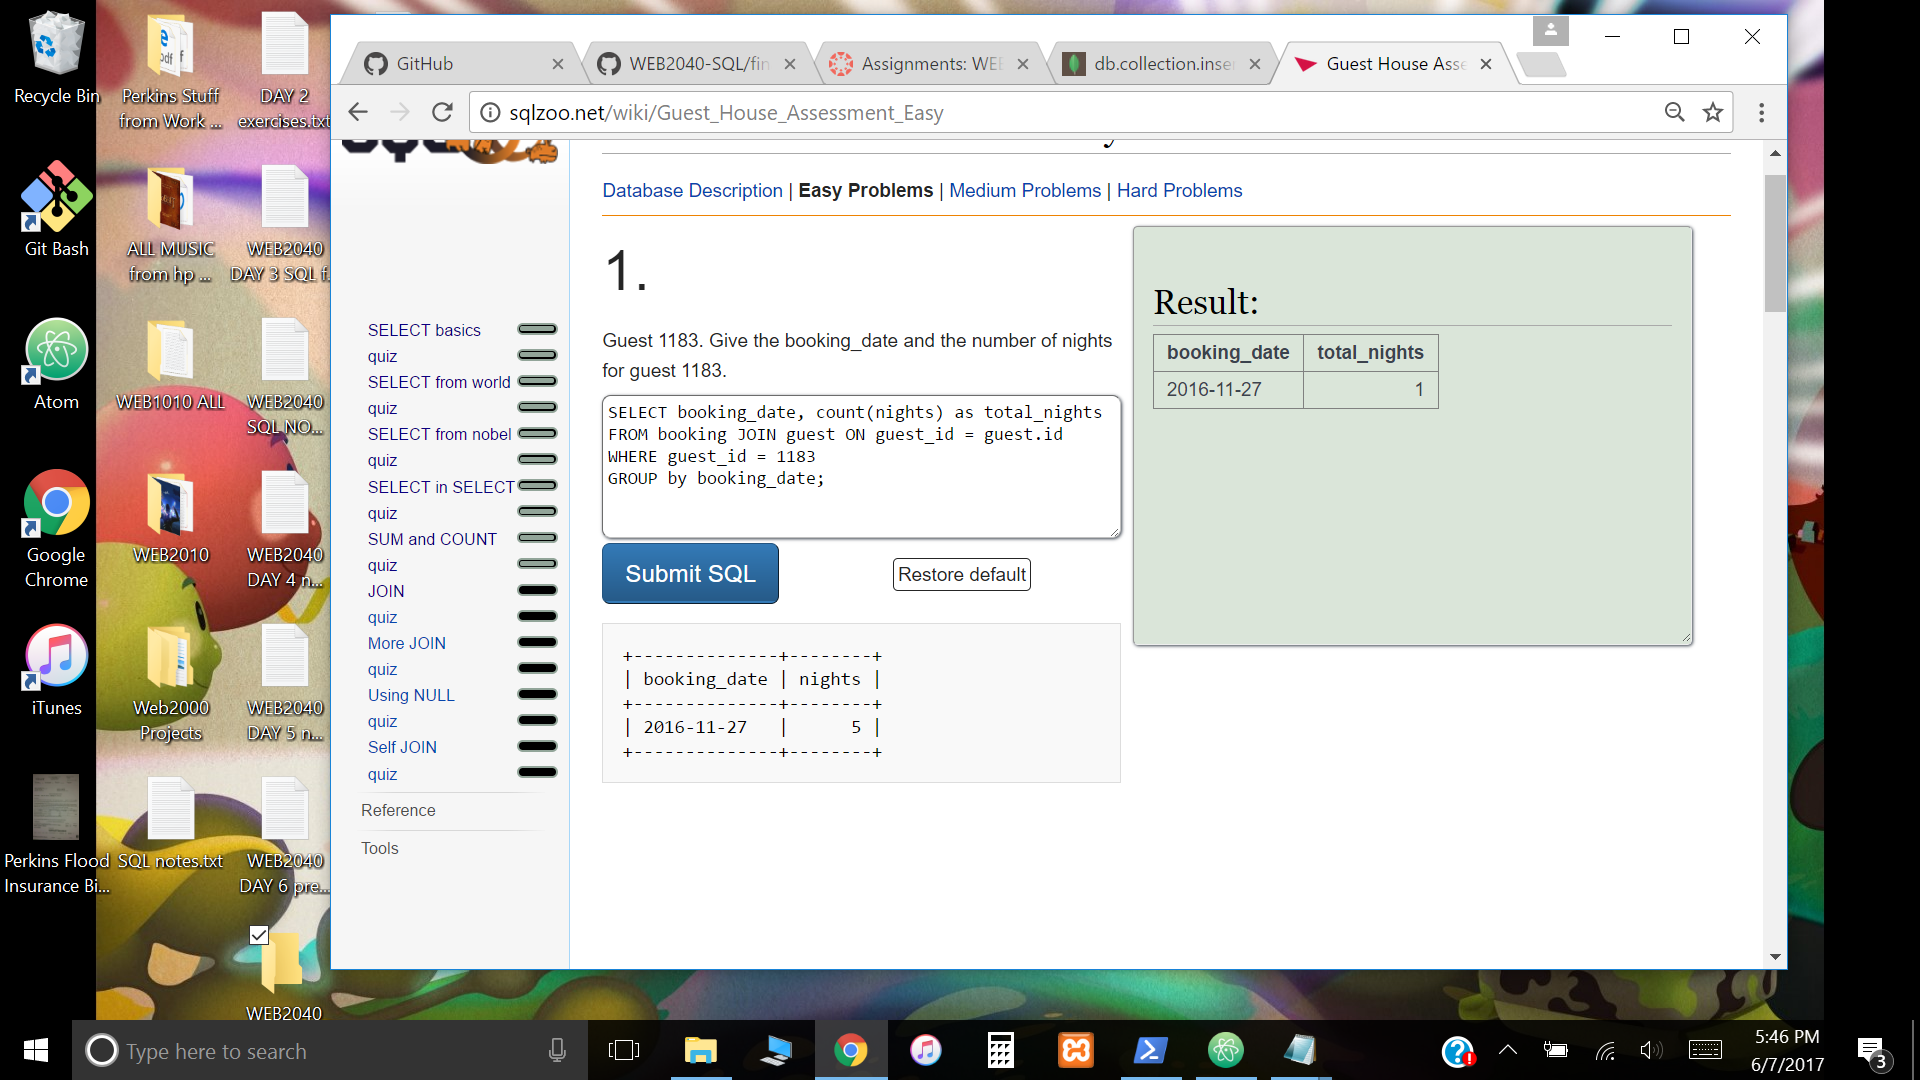 Recycle Bin
Perkins Stuff
from Work ...
DAY 2
exercises.txt
Git Bash
ALL MUSIC
from hp ...
WEB2040
DAY 3 SQL f...
Atom
WEB1010 ALL
WEB2040
SQL NO...
Google
Chrome
WEB2010
WEB2040
DAY 4 n...
iTunes
Web2000
Projects
WEB2040
DAY 5 n...
Perkins Flood
Insurance Bi...
SQL notes.txt
WEB2040
DAY 6 pre...
WEB2040
GitHub
WEB2040-SQL/fin
Assignments: WEB
db.collection.inser
Guest House Asse
sqlzoo.net/wiki/Guest_House_Assessment_Easy
Database Description | Easy Problems | Medium Problems | Hard Problems
SELECT basics
quiz
SELECT from world
quiz
SELECT from nobel
quiz
SELECT in SELECT
quiz
SUM and COUNT
quiz
JOIN
quiz
More JOIN
quiz
Using NULL
quiz
Self JOIN
quiz
Reference
Tools
1.
Guest 1183. Give the booking_date and the number of nights
for guest 1183.
SELECT booking_date, count(nights) as total_nights
FROM booking JOIN guest ON guest_id = guest.id
WHERE guest_id = 1183
GROUP by booking_date;
Submit SQL
Restore default
+--------------+--------+
| booking_date | nights |
+--------------+--------+
| 2016-11-27   |      5 |
+--------------+--------+
Result:
booking_date total_nights
2016-11-27 1
Type here to search
5:46 PM
6/7/2017
3